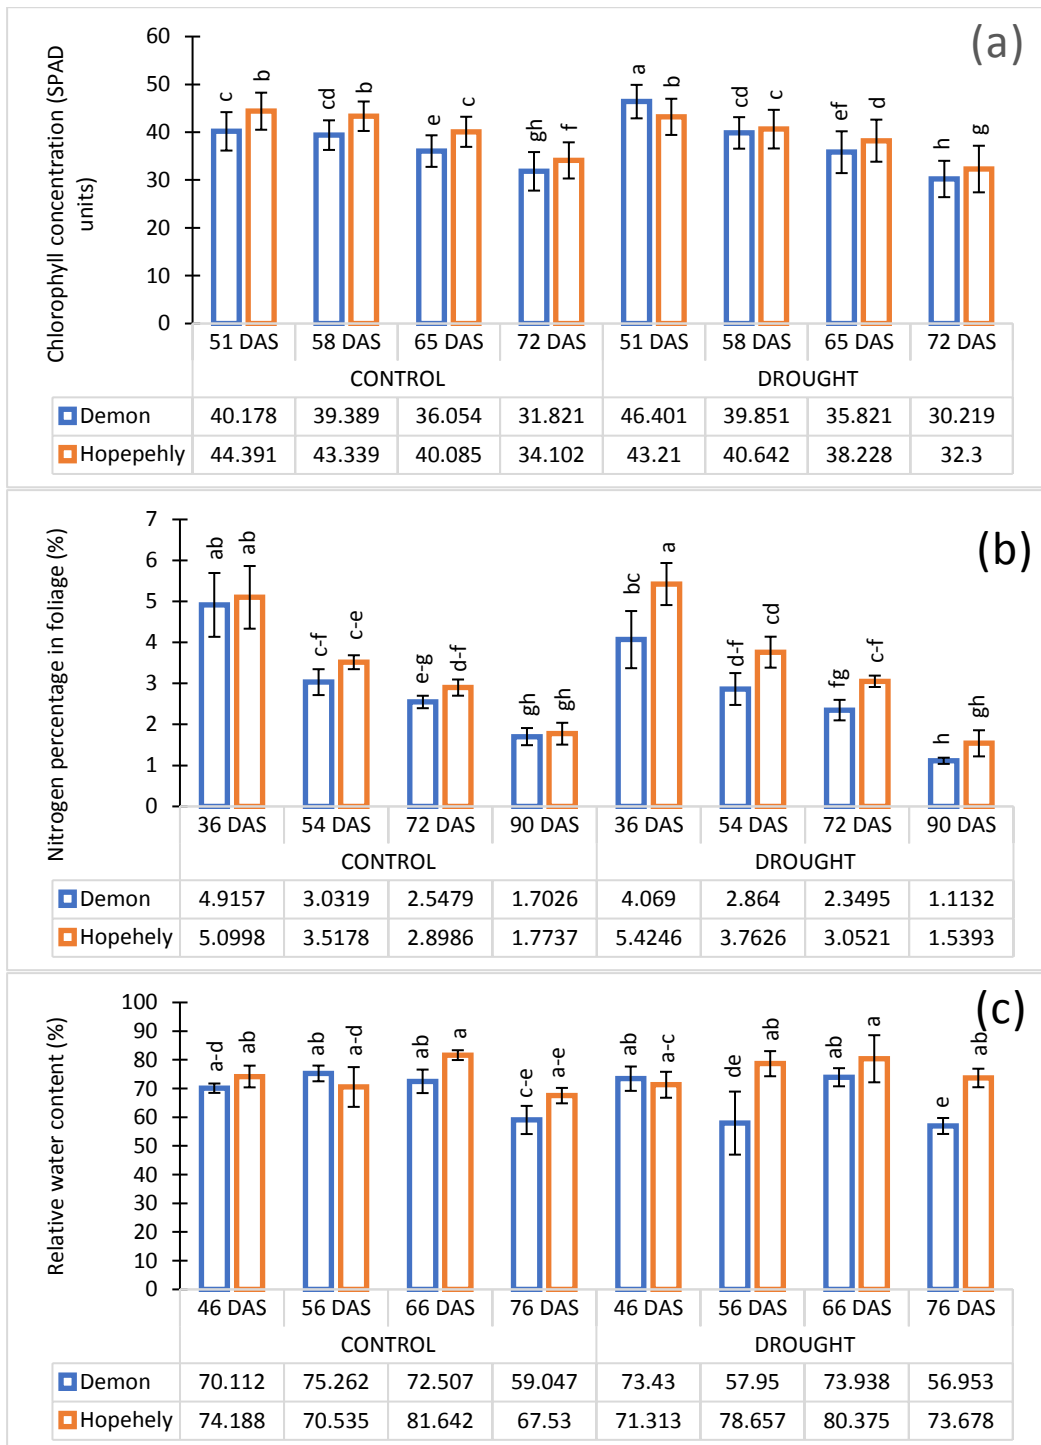 (a)
Chlorophyll concentration (SPAD
units)
60
50
40
30
20
10
0
c b cd b e c gh f a b cd c ef d h g
51 DAS 58 DAS 65 DAS 72 DAS 51 DAS 58 DAS 65 DAS 72 DAS
CONTROL DROUGHT
Demon 40.178 39.389 36.054 31.821 46.401 39.851 35.821 30.219
Hopepehly 44.391 43.339 40.085 34.102 43.21 40.642 38.228 32.3
(b)
Nitrogen percentage in foliage (%)
7
6
5
4
3
2
1
0
ab ab c-f c-e e-g d-f gh gh bc a d-f cd fg c-f h gh
36 DAS 54 DAS 72 DAS 90 DAS 36 DAS 54 DAS 72 DAS 90 DAS
CONTROL DROUGHT
Demon 4.9157 3.0319 2.5479 1.7026 4.069 2.864 2.3495 1.1132
Hopehely 5.0998 3.5178 2.8986 1.7737 5.4246 3.7626 3.0521 1.5393
(c)
Relative water content (%)
100
90
80
70
60
50
40
30
20
10
0
a-d ab ab a-d ab a c-e a-e ab a-c de ab ab a e ab
46 DAS 56 DAS 66 DAS 76 DAS 46 DAS 56 DAS 66 DAS 76 DAS
CONTROL DROUGHT
Demon 70.112 75.262 72.507 59.047 73.43 57.95 73.938 56.953
Hopehely 74.188 70.535 81.642 67.53 71.313 78.657 80.375 73.678